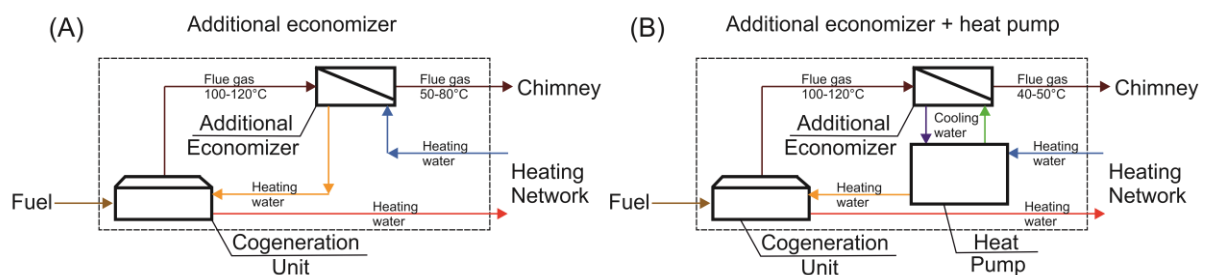 (A)
Additional economizer
Flue gas
100-120°C
Flue gas
50-80°C
Chimney
Additional
Economizer
Heating
water
Heating
Network
Fuel
Heating
water
Heating
water
Cogeneration
Unit
(B)
Additional economizer + heat pump
Flue gas
100-120°C
Flue gas
40-50°C
Chimney
Additional
Economizer
Cooling
water
Heating
water
Heating
Network
Fuel
Heating
water
Heating
water
Cogeneration
Unit
Heat
Pump